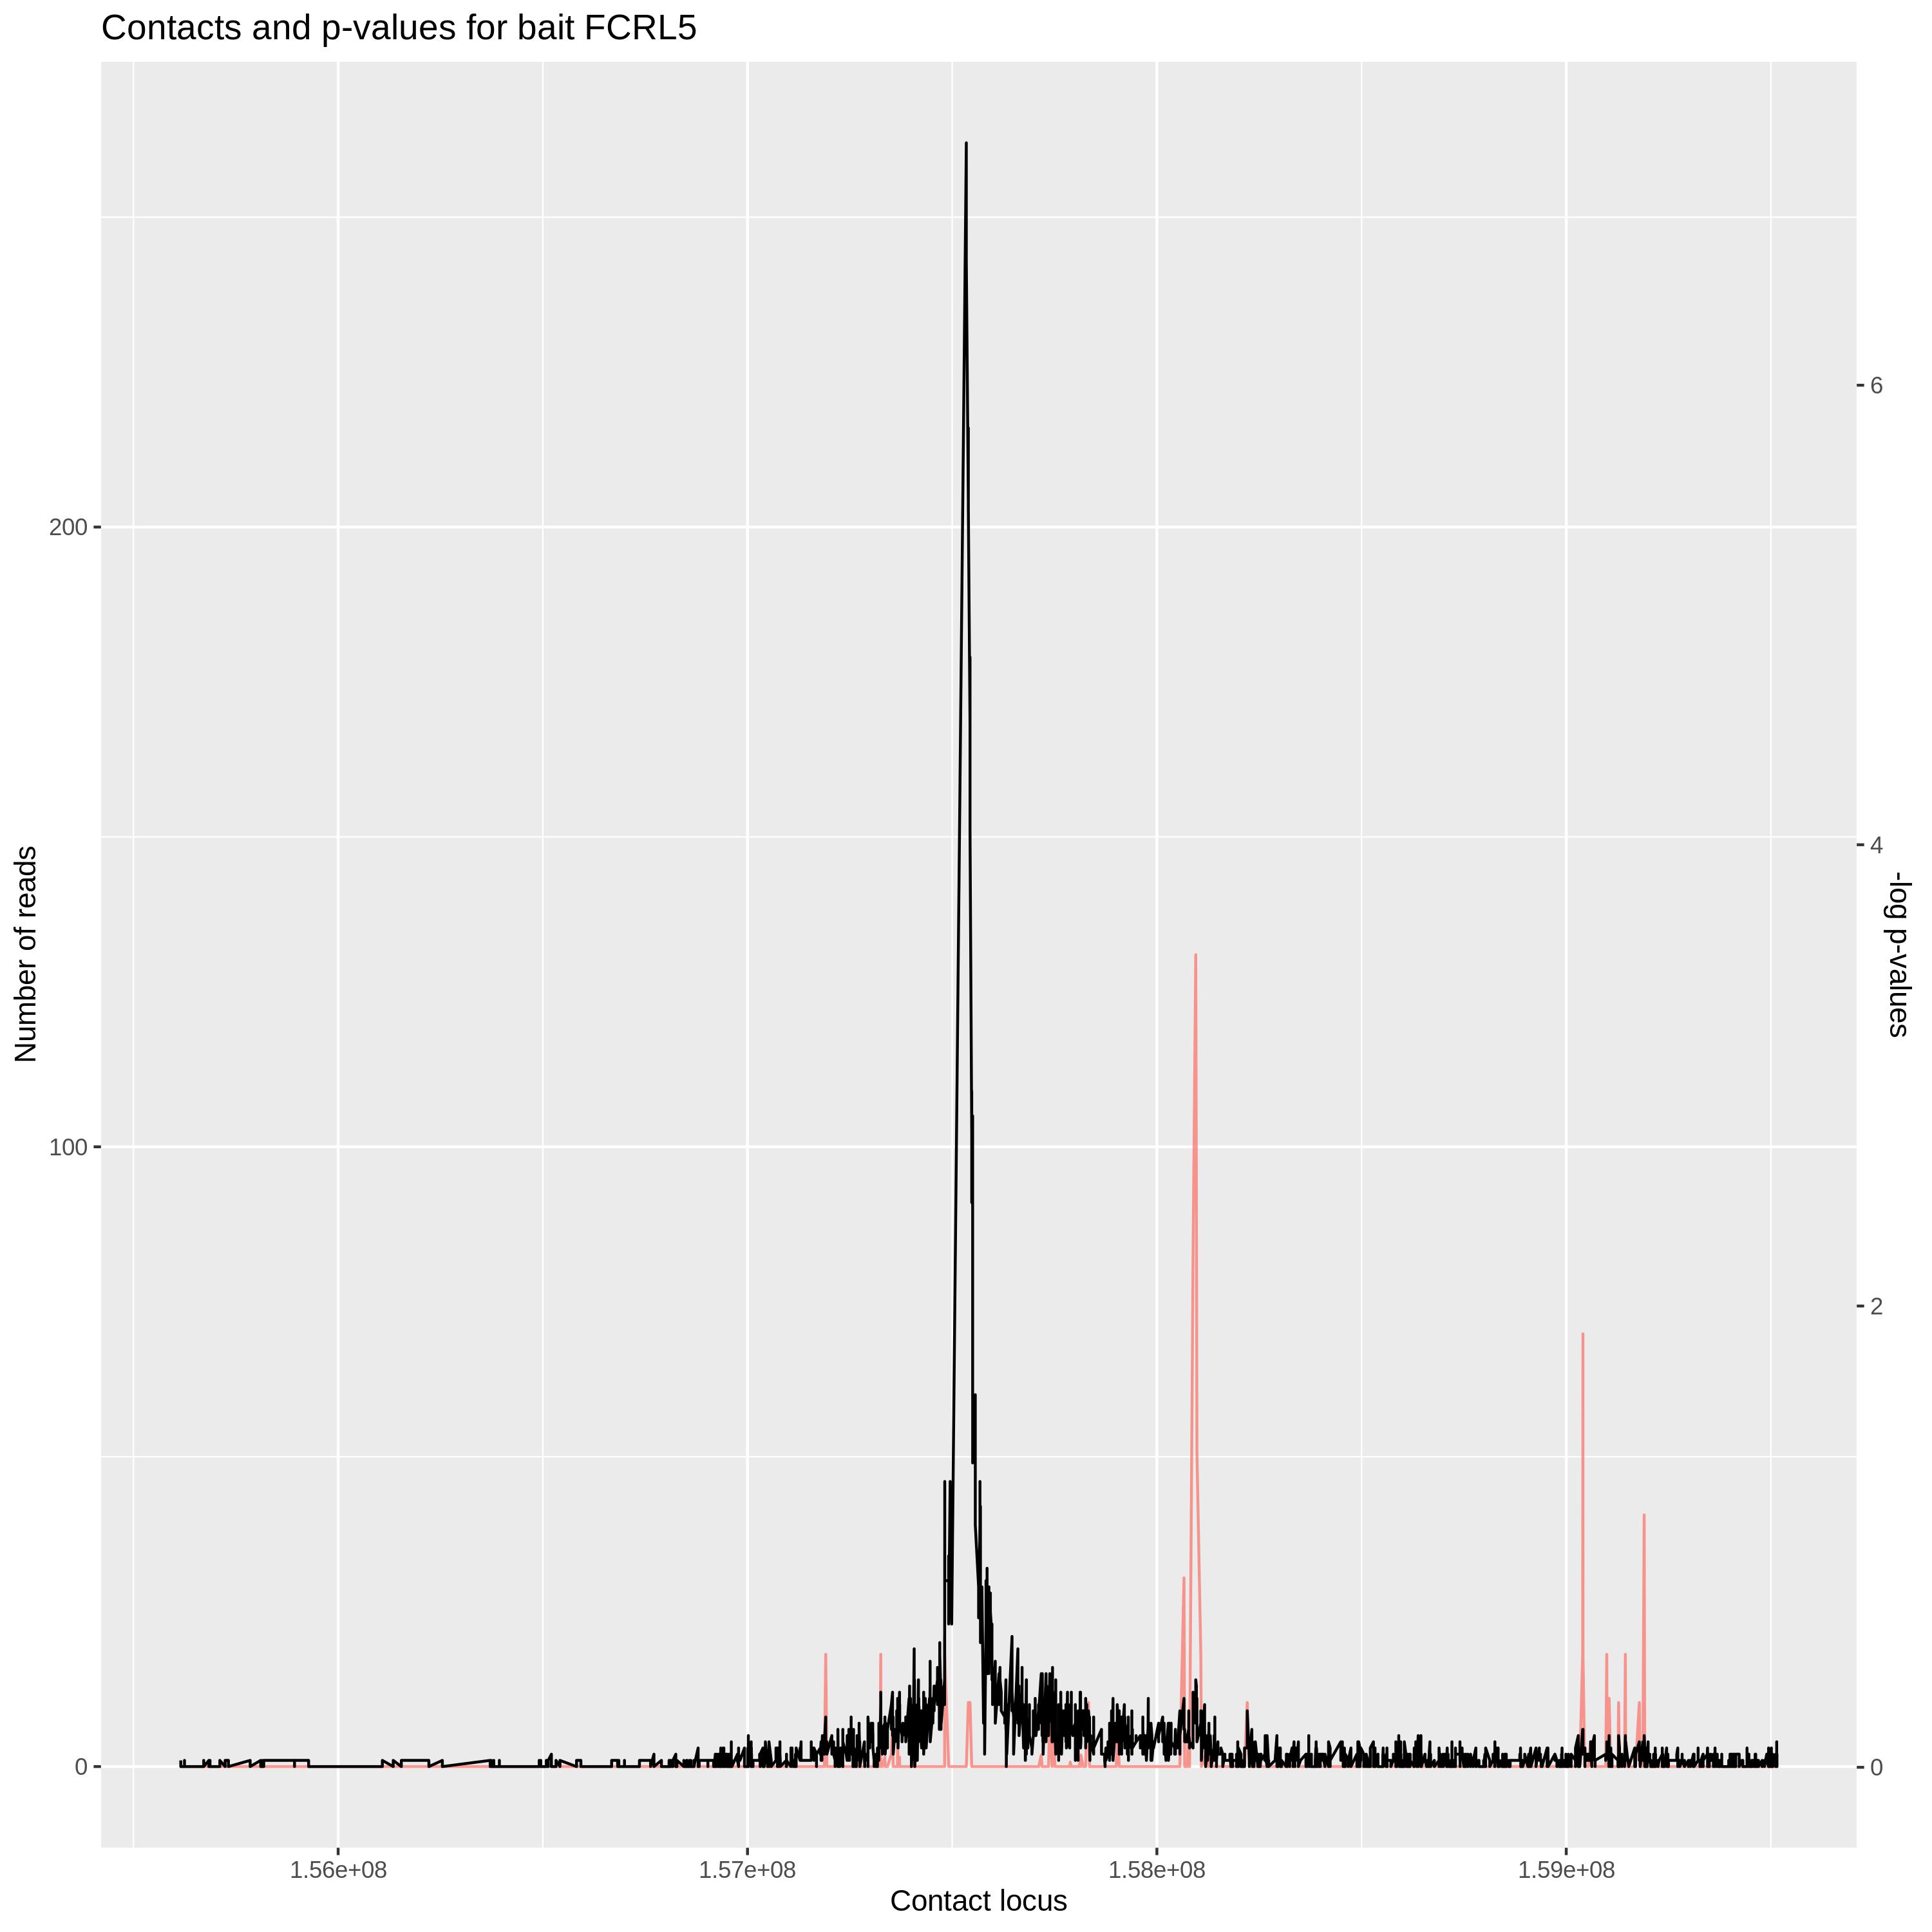 Contacts and p-values for bait FCRL5
Number of reads
200
100
0
6
4
2
0
-log p-values
1.56e+08
1.57e+08
1.58e+08
1.59e+08
Contact locus